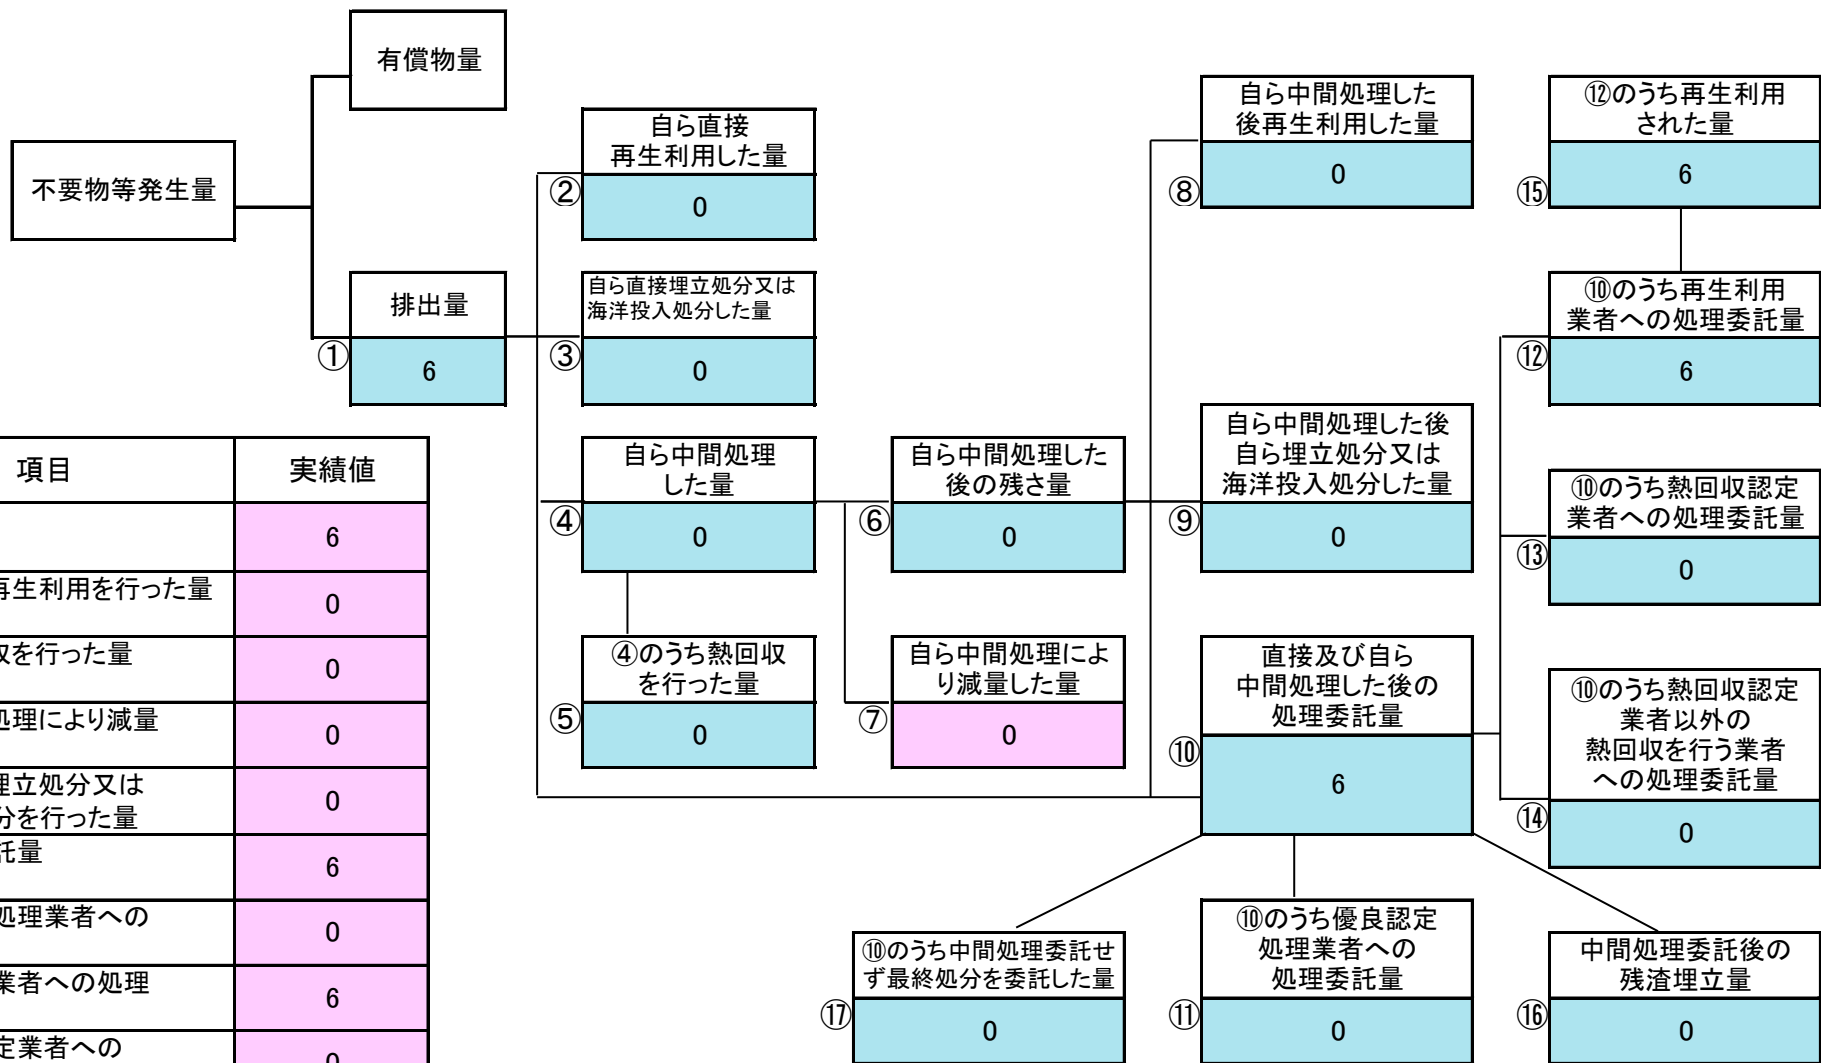 有償物量
不要物等発生量
排出量
①
6
自ら直接
再生利用した量
②
0
自ら直接埋立処分又は
海洋投入処分した量
③
0
自ら中間処理
した量
④
0
④のうち熱回収
を行った量
⑤
0
自ら中間処理した
後の残さ量
⑥
0
自ら中間処理によ
り減量した量
⑦
0
自ら中間処理した
後再生利用した量
⑧
0
自ら中間処理した後
自ら埋立処分又は
海洋投入処分した量
⑨
0
直接及び自ら
中間処理した後の
処理委託量
⑩
6
⑫のうち再生利用
された量
⑮
6
⑩のうち再生利用
業者への処理委託量
⑫
6
⑩のうち熱回収認定
業者への処理委託量
⑬
0
⑩のうち熱回収認定
業者以外の
熱回収を行う業者
への処理委託量
⑭
0
⑩のうち中間処理委託せ
ず最終処分を委託した量
⑰
0
⑩のうち優良認定
処理業者への
処理委託量
⑪
0
中間処理委託後の
残渣埋立量
⑯
0
項目 実績値
6
再生利用を行った量 0
を行った量 0
処理により減量 0
埋立処分又は
を行った量 0
託量 6
処理業者への 0
業者への処理 6
定業者への 0